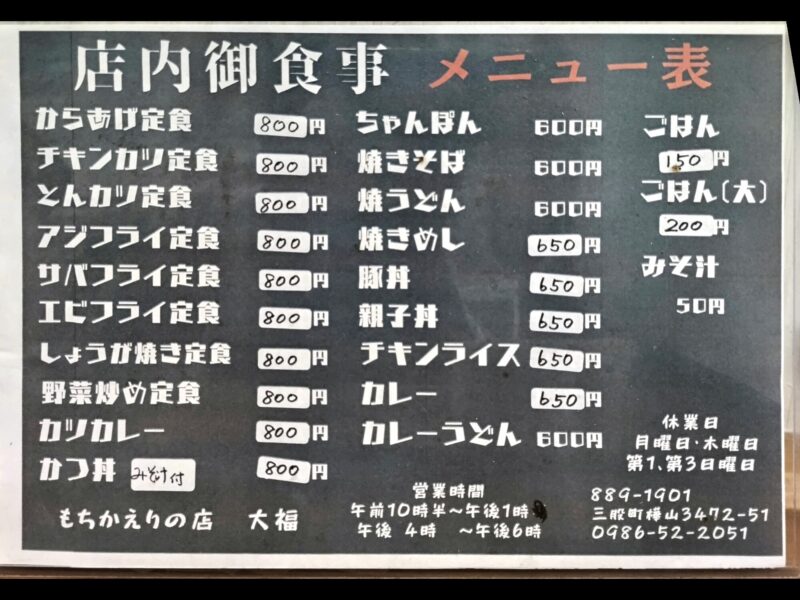 店内御食事 メニュー表
からあげ定食 800円
チキンカツ定食 800円
とんカツ定食 800円
アジフライ定食 800円
サバフライ定食 800円
エビフライ定食 800円
しょうが焼き定食 800円
野菜炒め定食 800円
カツカレー 800円
かつ丼 みそ汁付 800円
ちゃんぽん 600円
焼きそば 600円
焼うどん 600円
焼きめし 650円
豚丼 650円
親子丼 650円
チキンライス 650円
カレー 650円
カレーうどん 600円
ごはん
150円
ごはん(大)
200円
みそ汁
50円
休業日
月曜日・木曜日
第1、第3日曜日
もちかえりの店 大福
営業時間
午前10時半〜午後1時
午後 4時 〜午後6時
889-1901
三股町樺山3472-51
0986-52-2051